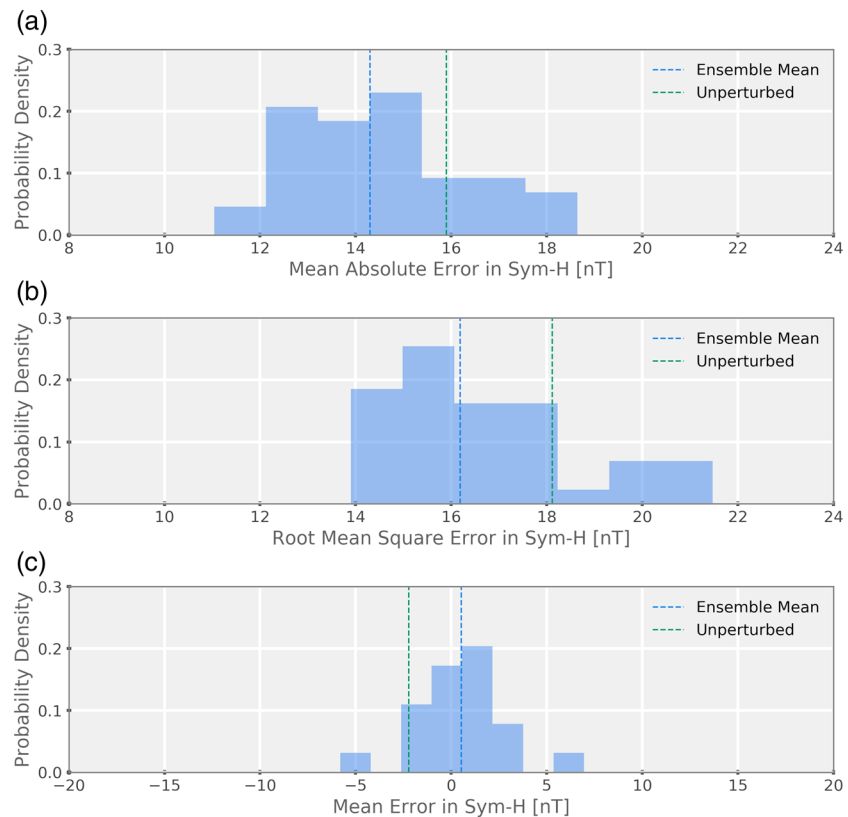 (a)
Probability Density
0.3
0.2
0.1
0.0
Ensemble Mean
Unperturbed
8 10 12 14 16 18 20 22 24
Mean Absolute Error in Sym-H [nT]
(b)
Probability Density
0.3
0.2
0.1
0.0
Ensemble Mean
Unperturbed
8 10 12 14 16 18 20 22 24
Root Mean Square Error in Sym-H [nT]
(c)
Probability Density
0.3
0.2
0.1
0.0
Ensemble Mean
Unperturbed
−20 −15 −10 −5 0 5 10 15 20
Mean Error in Sym-H [nT]